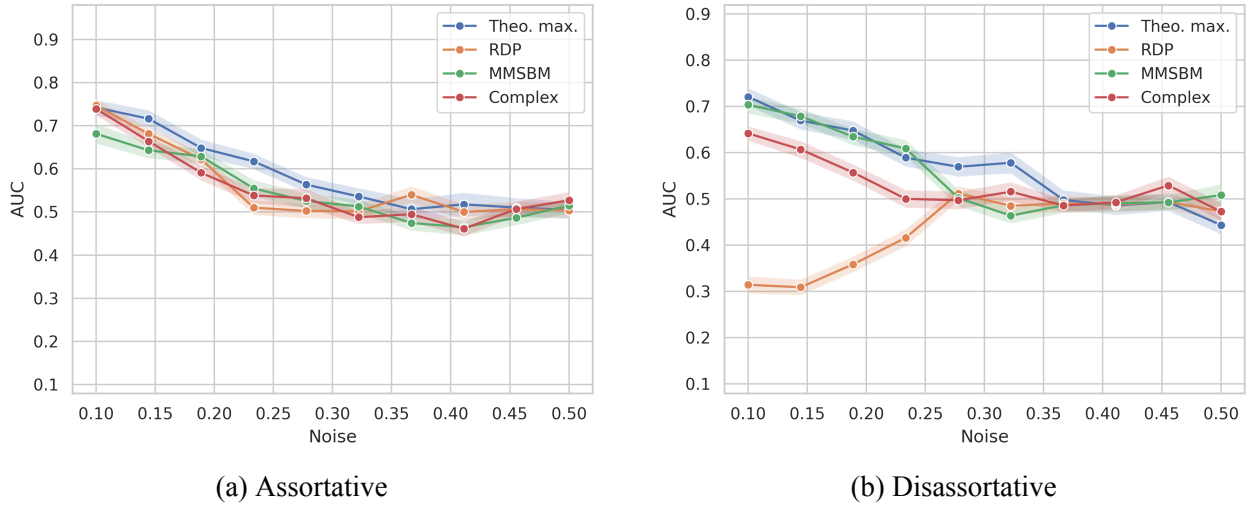 0.9
0.8
0.7
0.6
0.5
0.4
0.3
0.2
0.1
AUC
0.10 0.15 0.20 0.25 0.30 0.35 0.40 0.45 0.50
Noise
Theo. max.
RDP
MMSBM
Complex
(a) Assortative
0.9
0.8
0.7
0.6
0.5
0.4
0.3
0.2
0.1
AUC
0.10 0.15 0.20 0.25 0.30 0.35 0.40 0.45 0.50
Noise
Theo. max.
RDP
MMSBM
Complex
(b) Disassortative